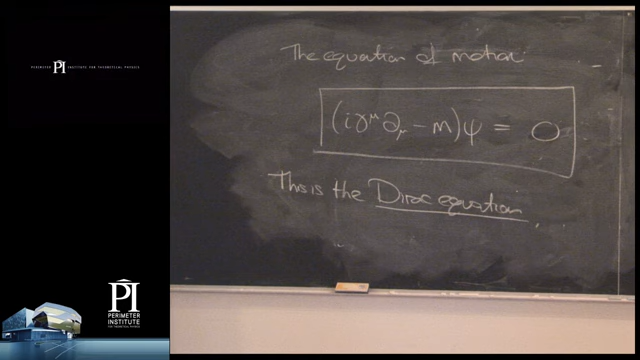 PERIMETER PI INSTITUTE FOR THEORETICAL PHYSICS
The equation of motion:
(iγ^μ ∂_μ − m)ψ = 0
This is the Dirac equation.
PI
PERIMETER
INSTITUTE
FOR THEORETICAL PHYSICS